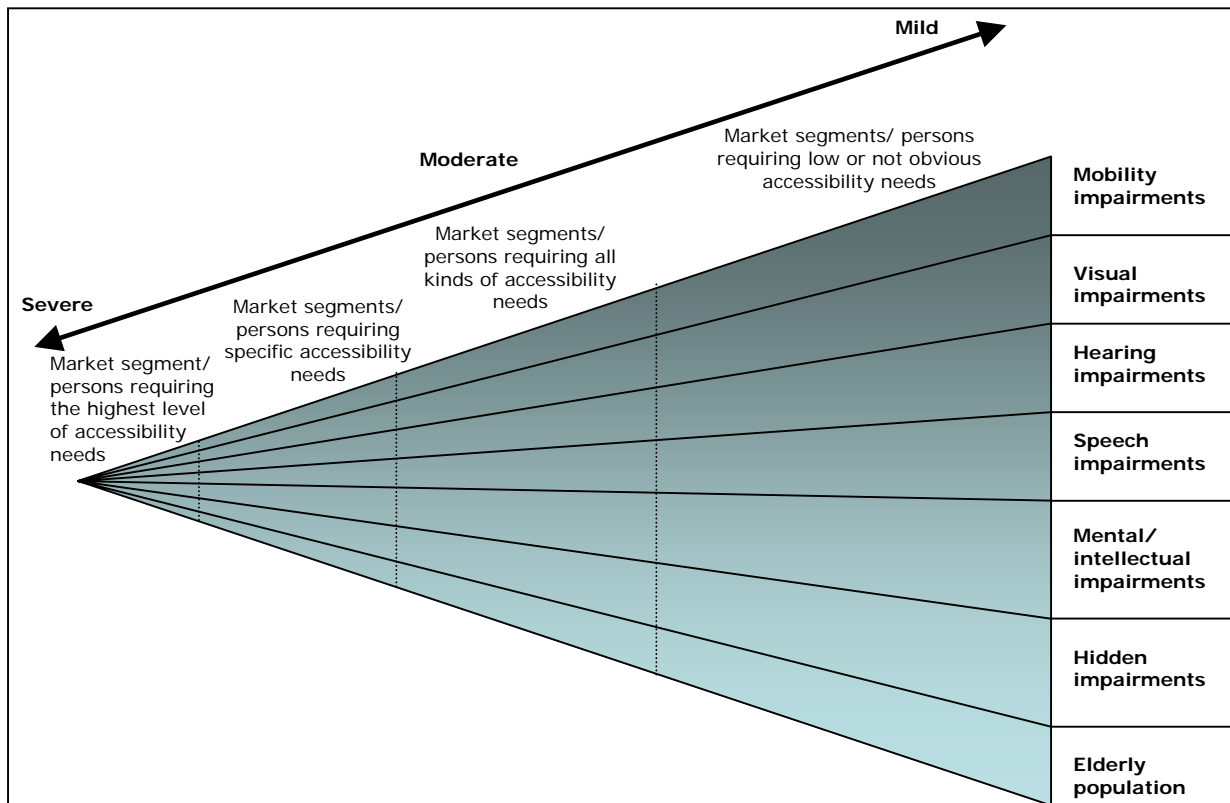 Mild
Moderate
Severe
Market segments/ persons
requiring low or not obvious
accessibility needs
Market segments/
persons requiring all
kinds of accessibility
needs
Market segments/
persons requiring
specific accessibility
needs
Market segment/
persons requiring
the highest level
of accessibility
needs
Mobility
impairments
Visual
impairments
Hearing
impairments
Speech
impairments
Mental/
intellectual
impairments
Hidden
impairments
Elderly
population